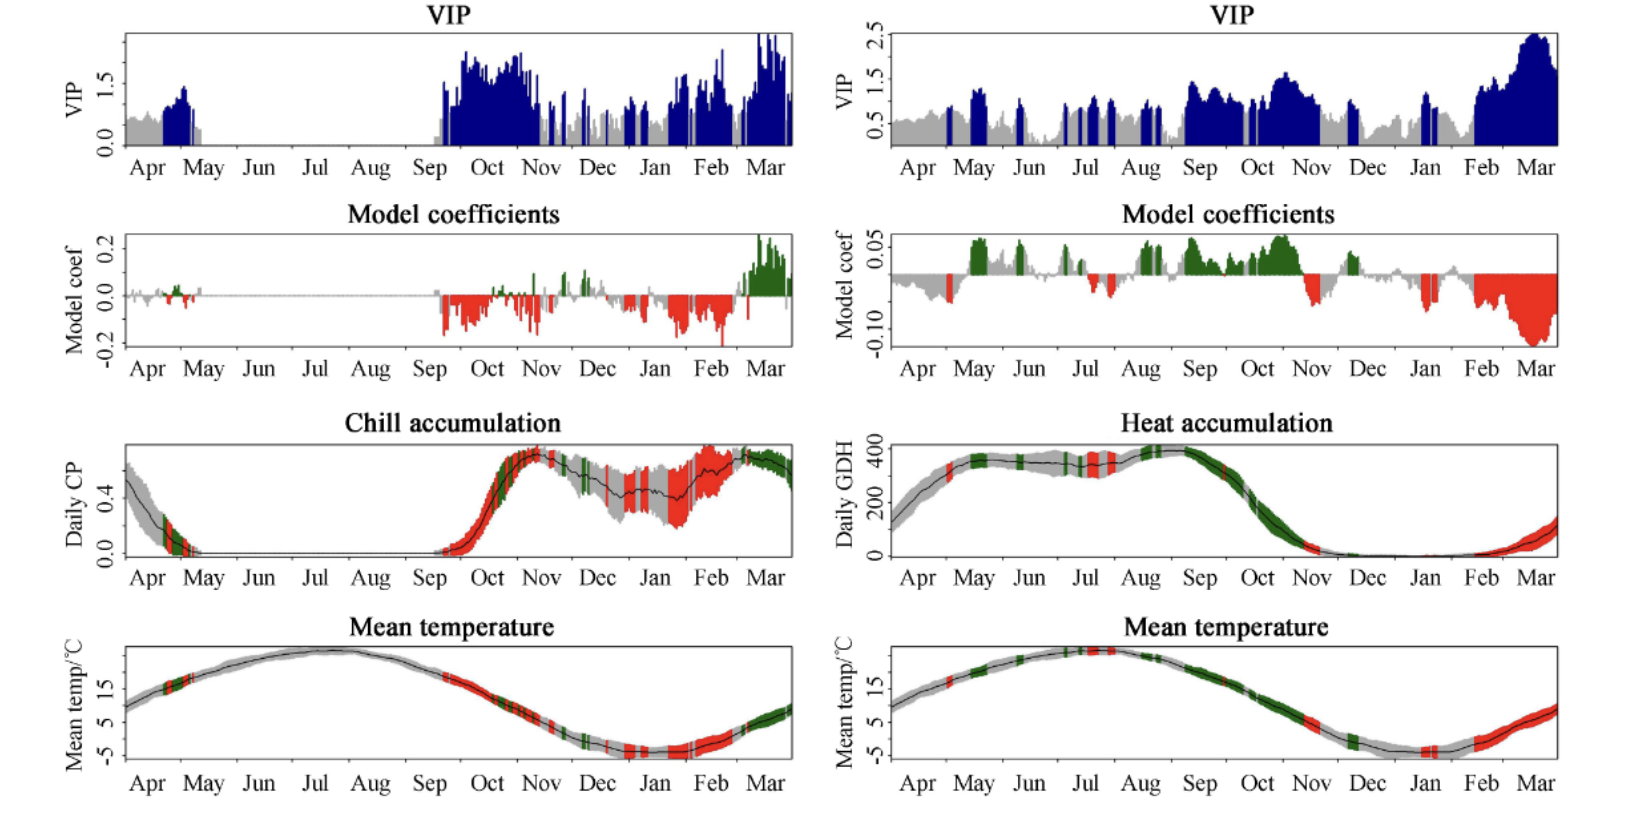 VIP
VIP
VIP
0.0 1.5
Apr May Jun Jul Aug Sep Oct Nov Dec Jan Feb Mar
VIP
0.5 1.5 2.5
Apr May Jun Jul Aug Sep Oct Nov Dec Jan Feb Mar
Model coefficients
Model coefficients
Model coef
-0.2 0.0 0.2
Apr May Jun Jul Aug Sep Oct Nov Dec Jan Feb Mar
Model coef
-0.10 0.05
Apr May Jun Jul Aug Sep Oct Nov Dec Jan Feb Mar
Chill accumulation
Heat accumulation
Daily CP
0.0 0.4
Apr May Jun Jul Aug Sep Oct Nov Dec Jan Feb Mar
Daily GDH
0 200 400
Apr May Jun Jul Aug Sep Oct Nov Dec Jan Feb Mar
Mean temperature
Mean temperature
Mean temp/℃
-5 5 15
Apr May Jun Jul Aug Sep Oct Nov Dec Jan Feb Mar
Mean temp/℃
-5 5 15
Apr May Jun Jul Aug Sep Oct Nov Dec Jan Feb Mar